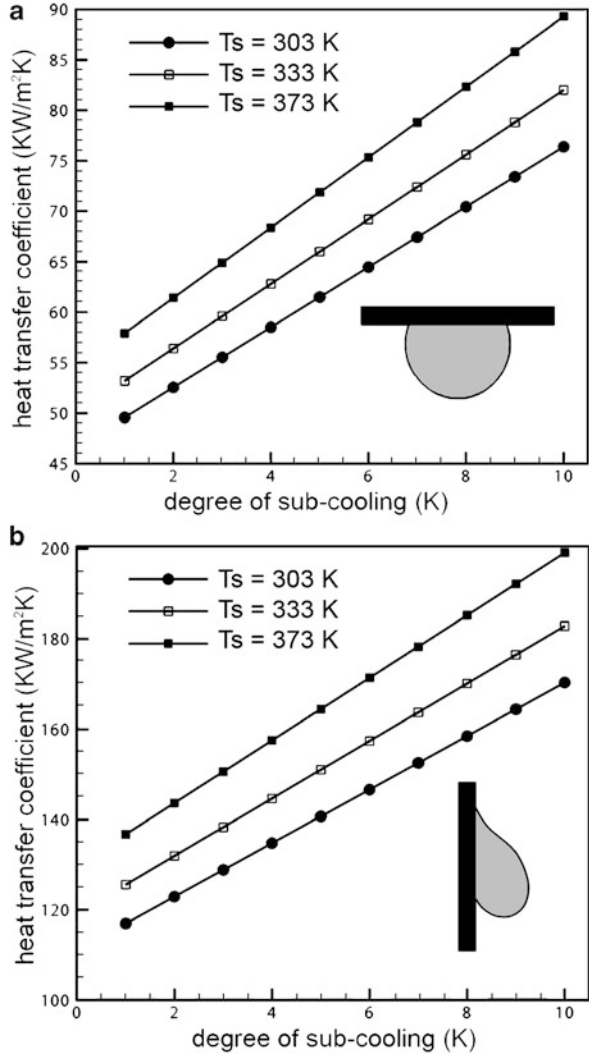 a
90
85
80
75
70
65
60
55
50
45
heat transfer coefficient (KW/m²K)
Ts = 303 K
Ts = 333 K
Ts = 373 K
0 2 4 6 8 10
degree of sub-cooling (K)
b
200
180
160
140
120
100
heat transfer coefficient (KW/m²K)
Ts = 303 K
Ts = 333 K
Ts = 373 K
0 2 4 6 8 10
degree of sub-cooling (K)